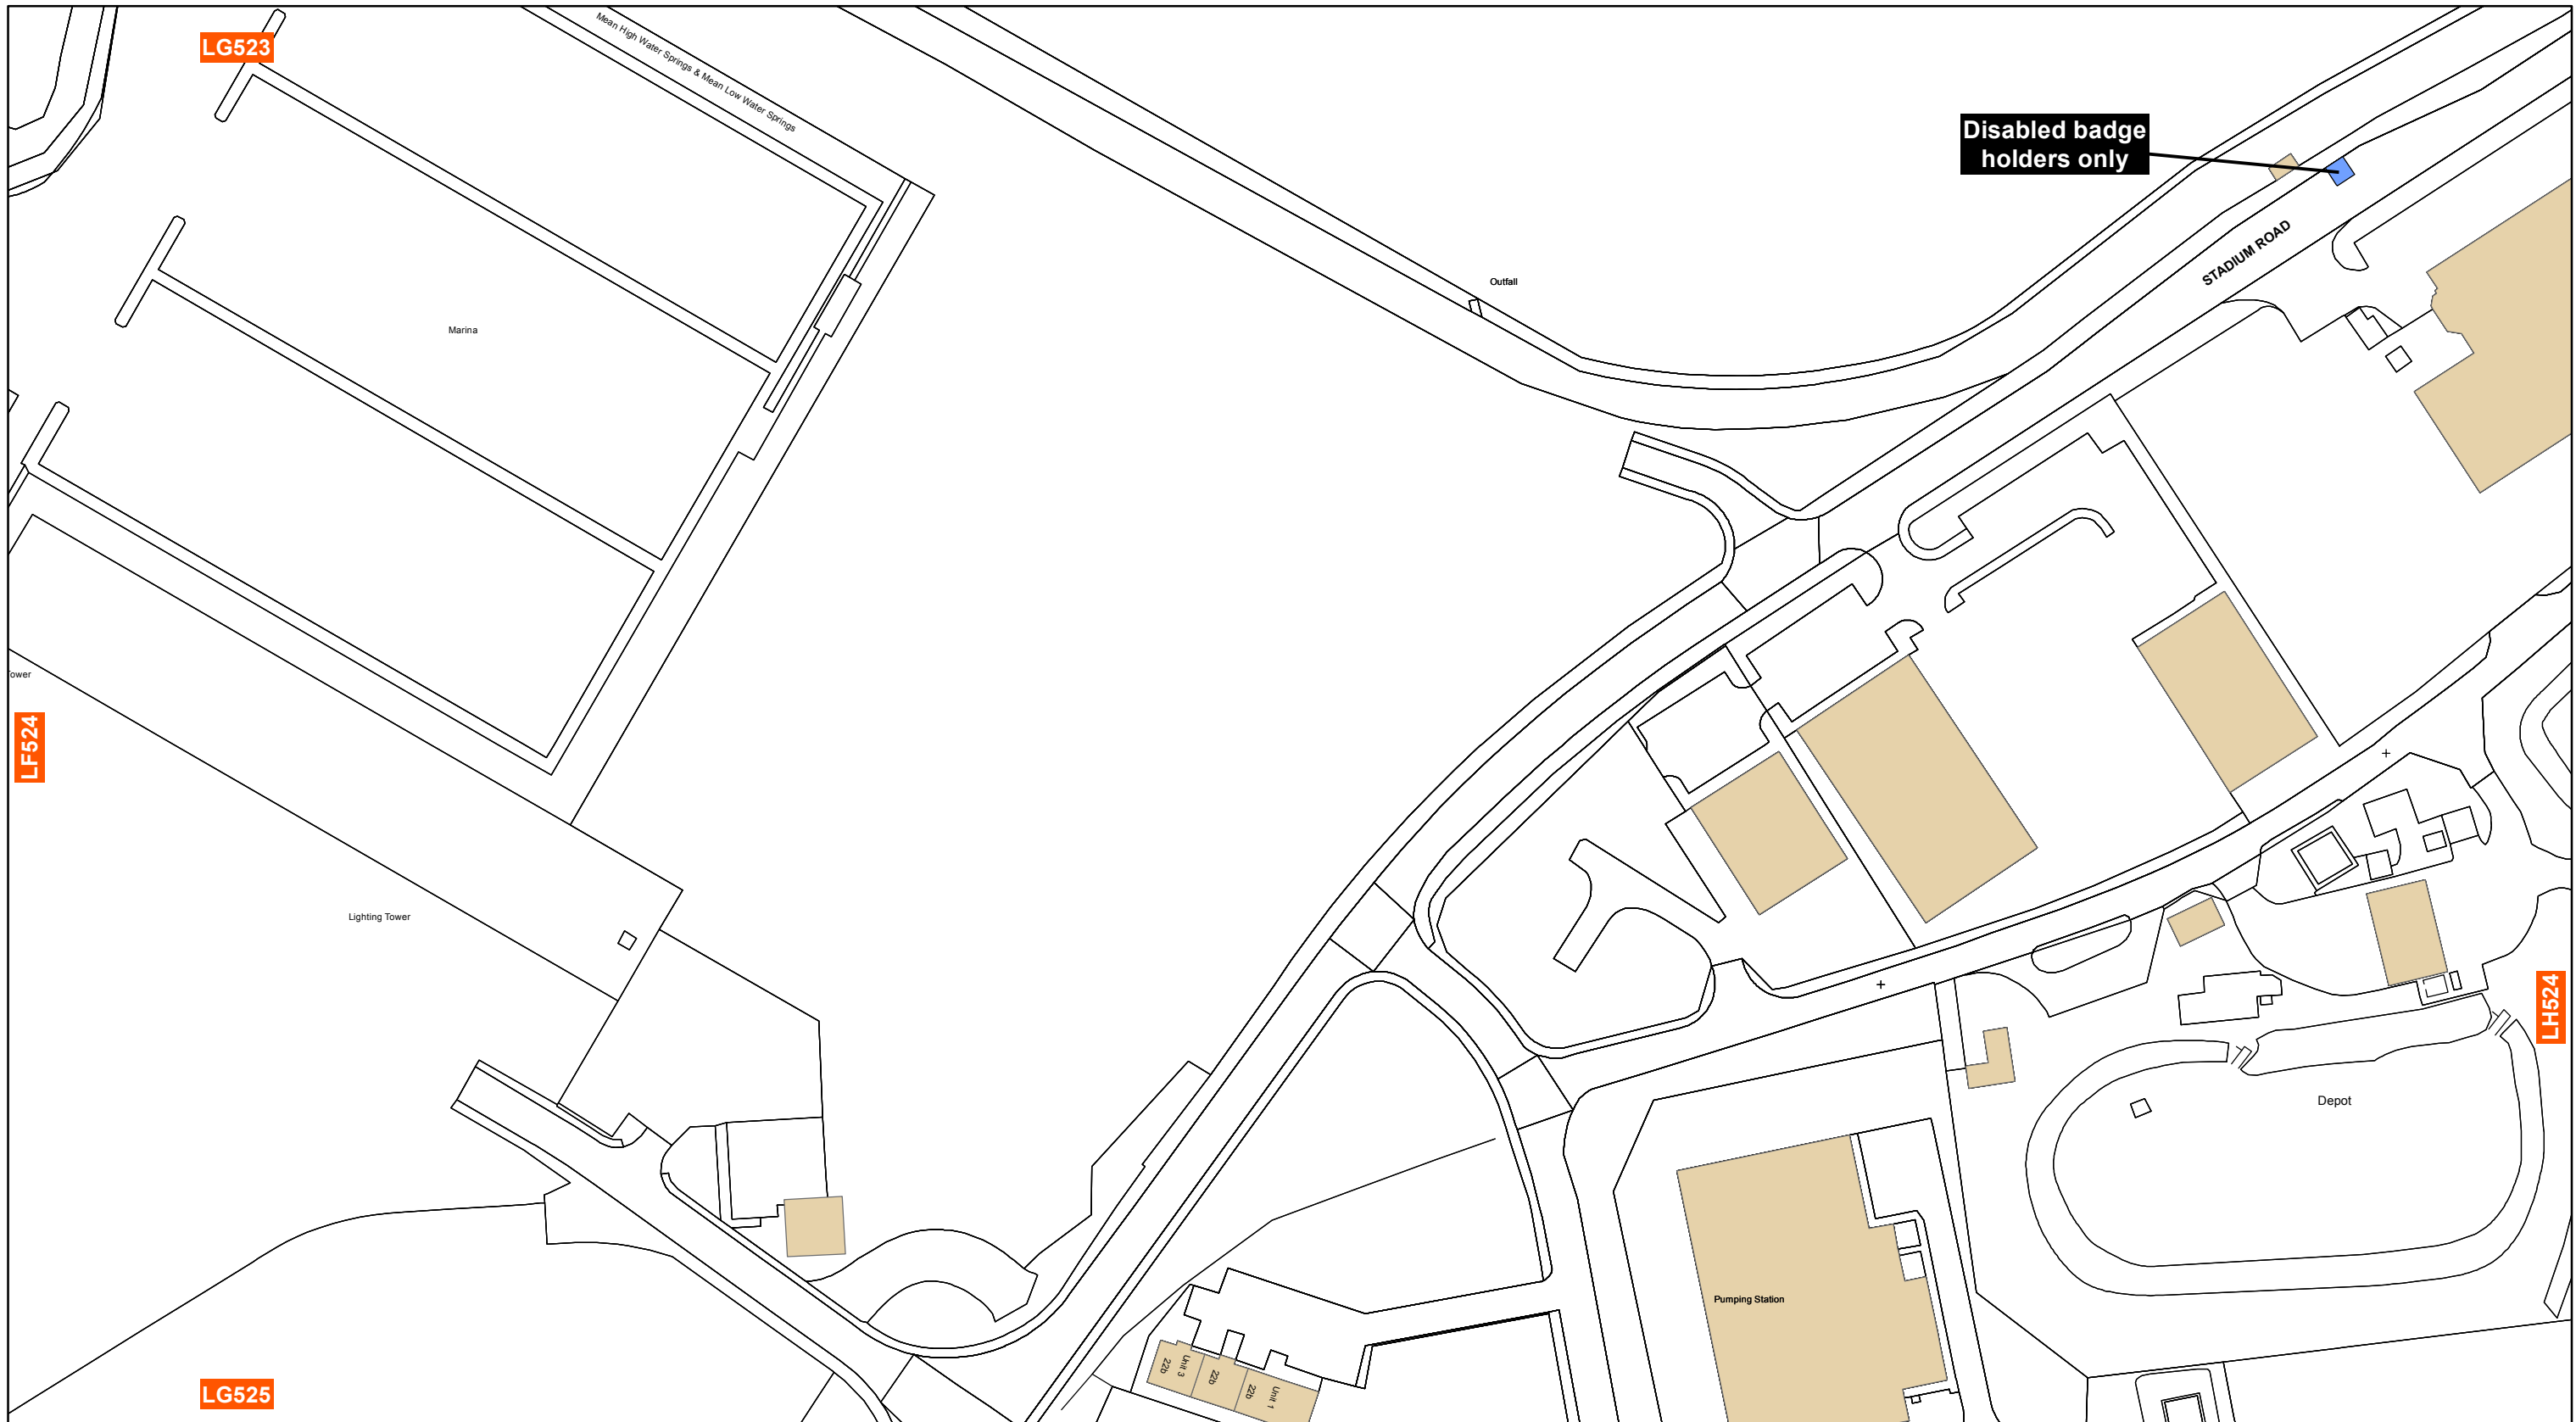 LG523
Mean High Water Springs & Mean Low Water Springs
Disabled badge
holders only
STADIUM ROAD
Outfall
Marina
ower
LF524
Lighting Tower
LH524
Depot
Pumping Station
22b
Unit 3
22b
22b
Unit 1
LG525